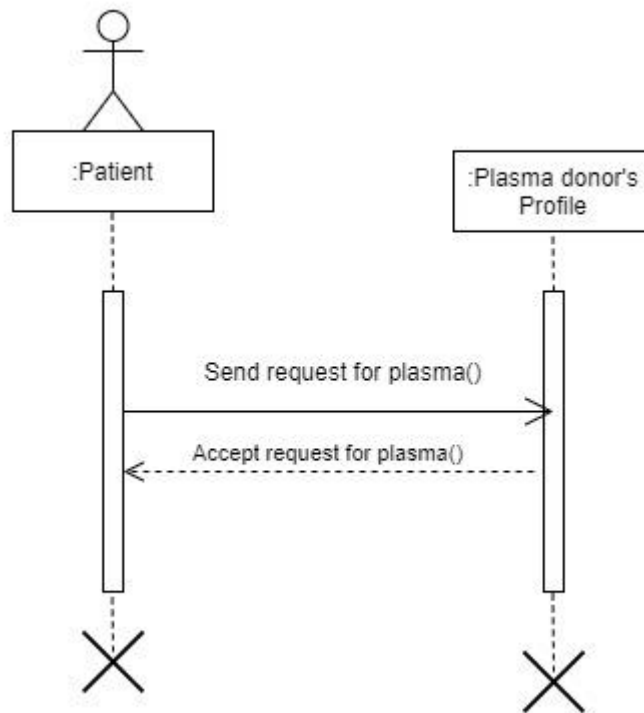 :Patient
:Plasma donor's
Profile
Send request for plasma()
Accept request for plasma()